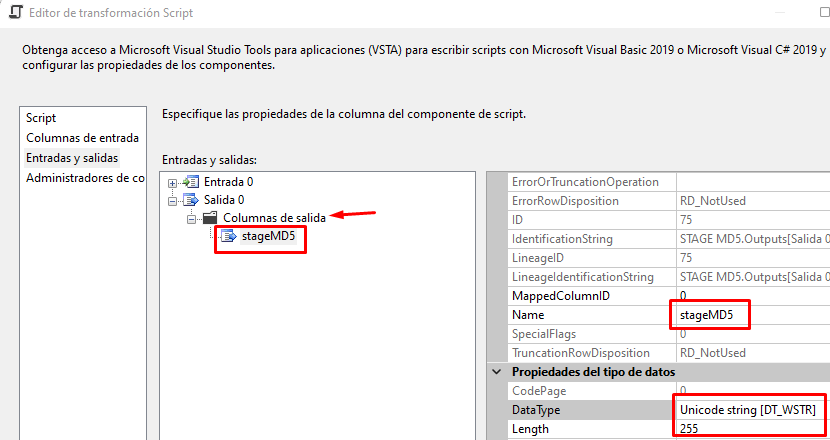 Editor de transformación Script
Obtenga acceso a Microsoft Visual Studio Tools para aplicaciones (VSTA) para escribir scripts con Microsoft Visual Basic 2019 o Microsoft Visual C# 2019 y
configurar las propiedades de los componentes.
Script
Columnas de entrada
Entradas y salidas
Administradores de co
Especifique las propiedades de la columna del componente de script.
Entradas y salidas:
Entrada 0
Salida 0
Columnas de salida
stageMD5
ErrorOrTruncationOperation
ErrorRowDisposition RD_NotUsed
ID 75
IdentificationString STAGE MD5.Outputs[Salida 0
LineageID 75
LineageIdentificationString STAGE MD5.Outputs[Salida 0
MappedColumnID 0
Name stageMD5
SpecialFlags 0
TruncationRowDisposition RD_NotUsed
Propiedades del tipo de datos
CodePage 0
DataType Unicode string [DT_WSTR]
Length 255